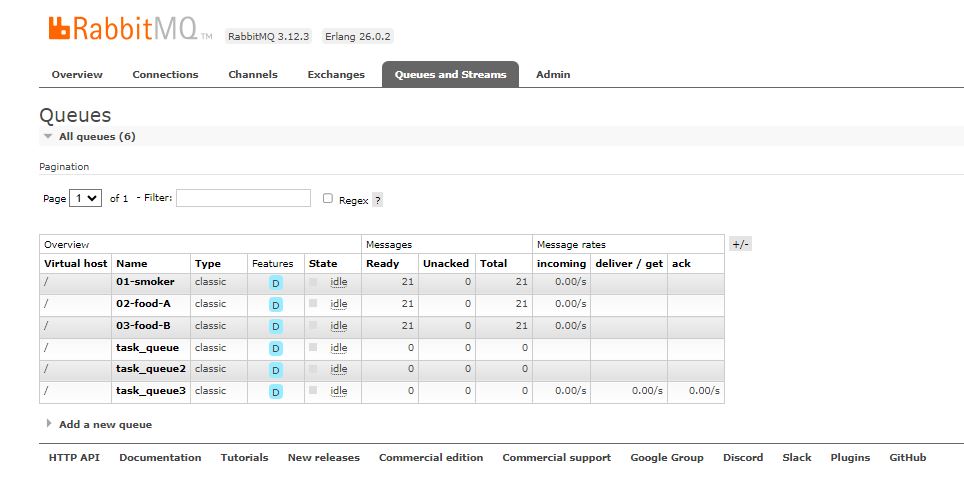 RabbitMQ TM RabbitMQ 3.12.3 Erlang 26.0.2
Overview Connections Channels Exchanges Queues and Streams Admin
Queues
All queues (6)
Pagination
Page 1 of 1 - Filter: Regex ?
Overview Messages Message rates +/-
Virtual host Name Type Features State Ready Unacked Total incoming deliver / get ack
/ 01-smoker classic D idle 21 0 21 0.00/s
/ 02-food-A classic D idle 21 0 21 0.00/s
/ 03-food-B classic D idle 21 0 21 0.00/s
/ task_queue classic D idle 0 0 0
/ task_queue2 classic D idle 0 0 0
/ task_queue3 classic D idle 0 0 0 0.00/s 0.00/s 0.00/s
Add a new queue
HTTP API Documentation Tutorials New releases Commercial edition Commercial support Google Group Discord Slack Plugins GitHub